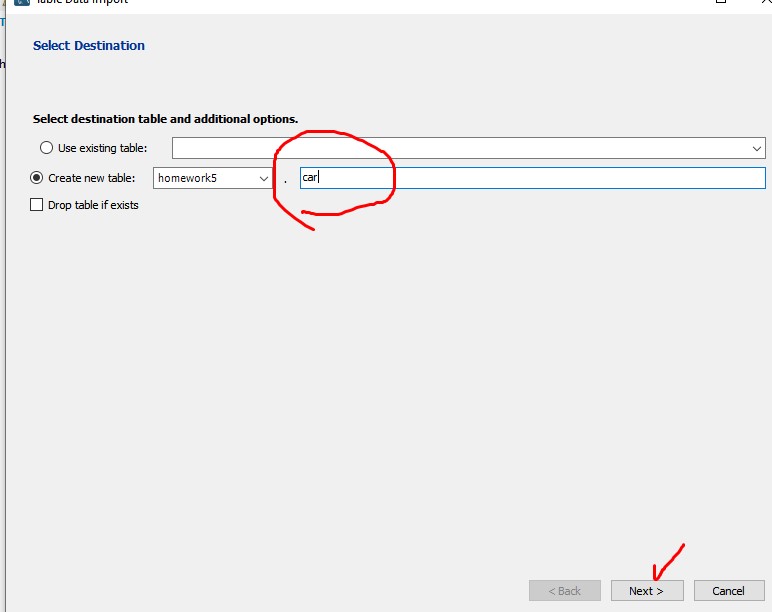 Table Data Import
Select Destination
Select destination table and additional options.
Use existing table:
Create new table: homework5 . car
Drop table if exists
< Back Next > Cancel